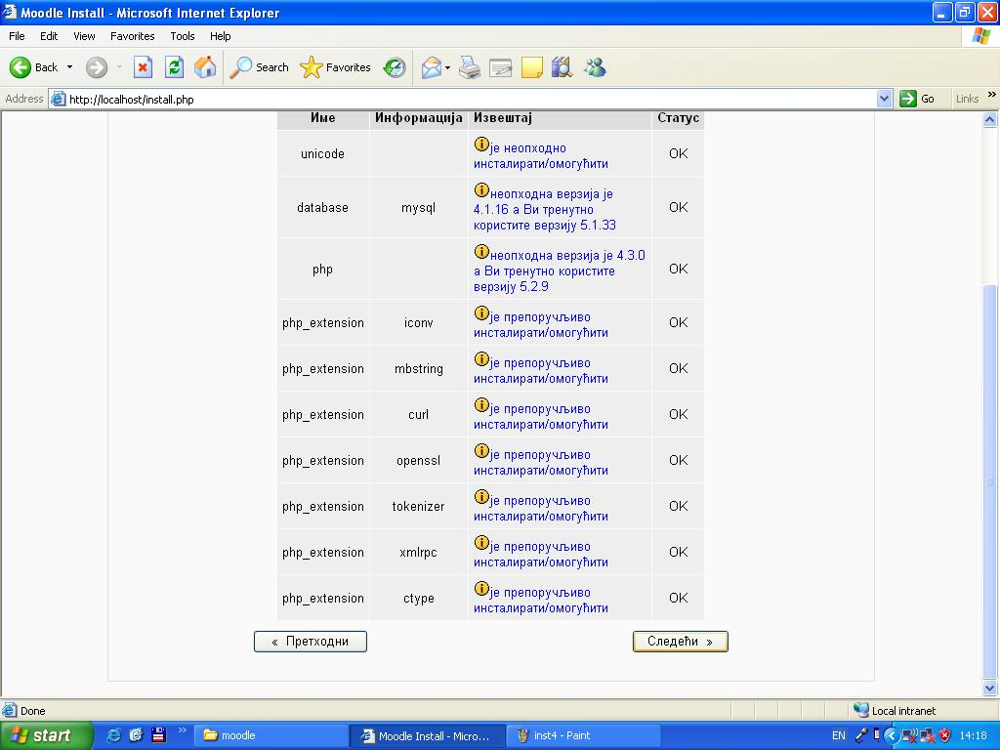 Moodle Install - Microsoft Internet Explorer
File Edit View Favorites Tools Help
Back Search Favorites
Address http://localhost/install.php Go Links »
Име Информација Извештај Статус
unicode је неопходно OK
инсталирати/омогућити
database mysql неопходна верзија је OK
4.1.16 а Ви тренутно
користите верзију 5.1.33
php неопходна верзија је 4.3.0 OK
а Ви тренутно користите
верзију 5.2.9
php_extension iconv је препоручљиво OK
инсталирати/омогућити
php_extension mbstring је препоручљиво OK
инсталирати/омогућити
php_extension curl је препоручљиво OK
инсталирати/омогућити
php_extension openssl је препоручљиво OK
инсталирати/омогућити
php_extension tokenizer је препоручљиво OK
инсталирати/омогућити
php_extension xmlrpc је препоручљиво OK
инсталирати/омогућити
php_extension ctype је препоручљиво OK
инсталирати/омогућити
« Претходни Следећи »
Done Local intranet
start » moodle Moodle Install - Micro... inst4 - Paint EN 14:18